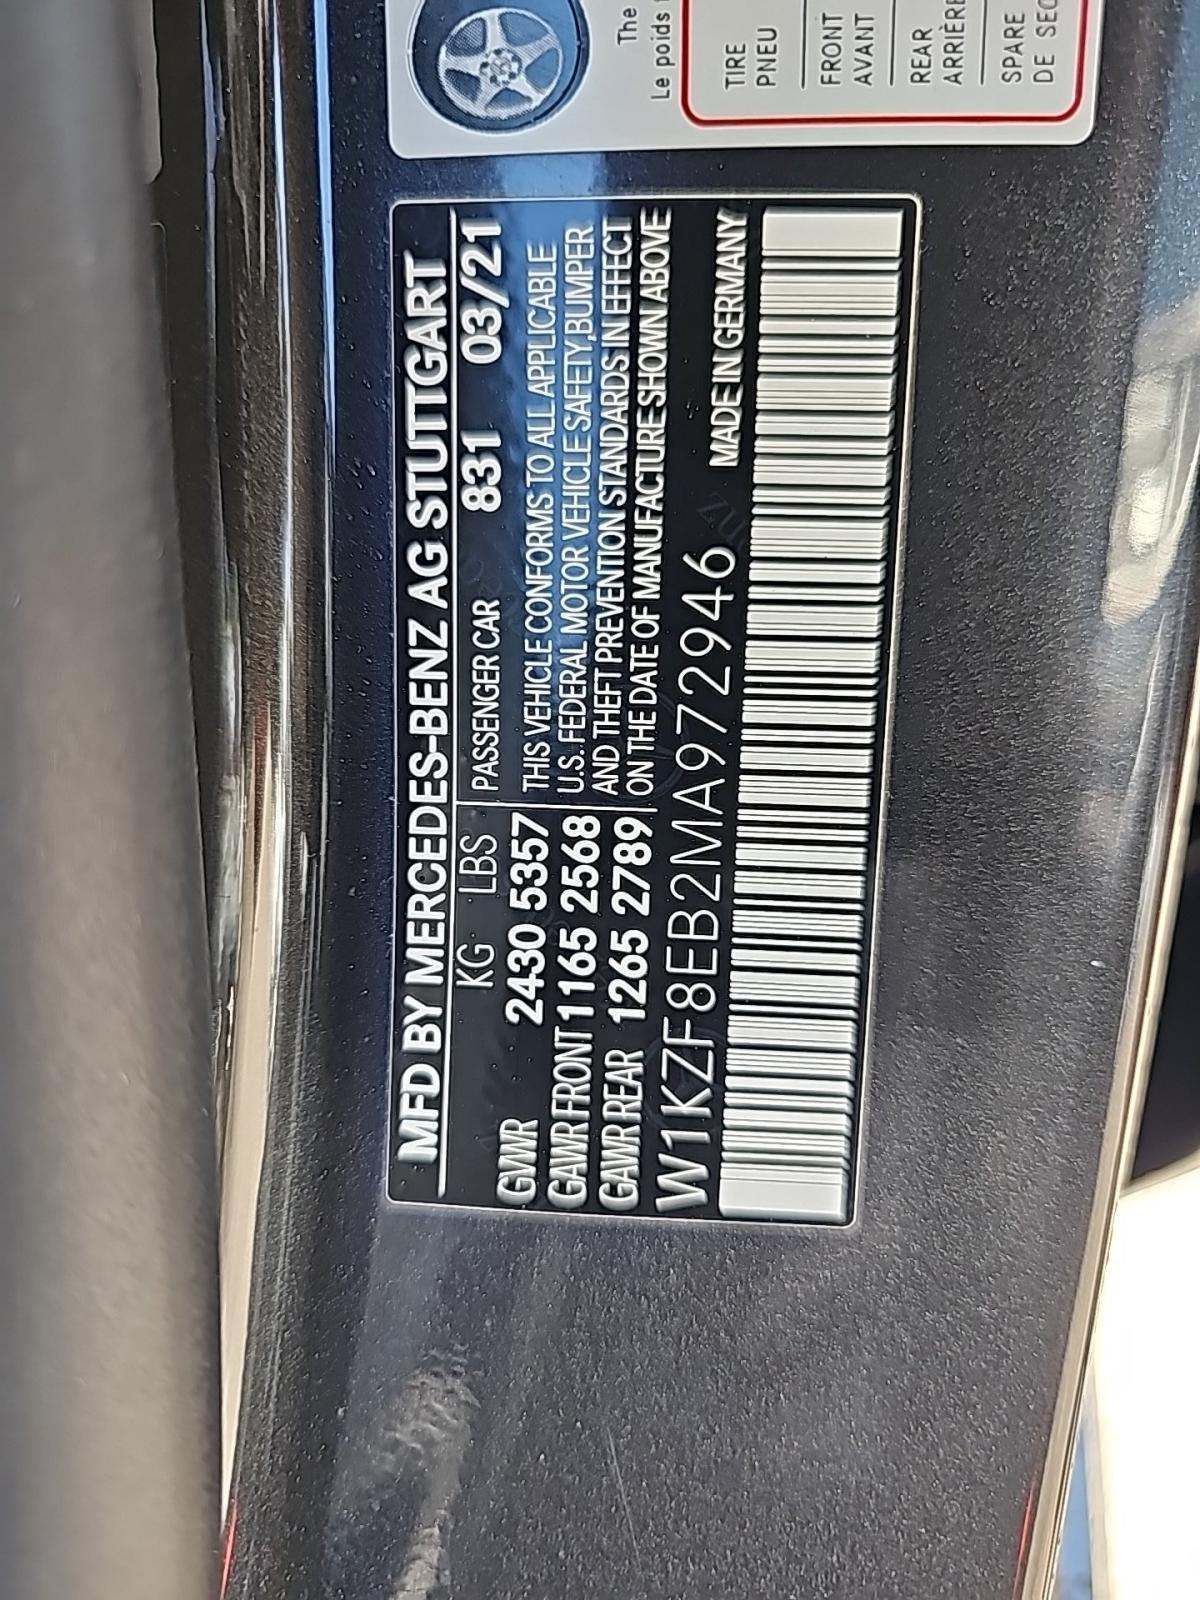 MFD BY MERCEDES-BENZ AG STUTTGART
KG LBS
PASSENGER CAR 831 03/21
GVWR 2430 5357
GAWR FRONT 1165 2568
GAWR REAR 1265 2789
THIS VEHICLE CONFORMS TO ALL APPLICABLE
U.S. FEDERAL MOTOR VEHICLE SAFETY, BUMPER
AND THEFT PREVENTION STANDARDS IN EFFECT
ON THE DATE OF MANUFACTURE SHOWN ABOVE
W1KZF8EB2MA972946
MADE IN GERMANY
The
Le poids
TIRE
PNEU
FRONT
AVANT
REAR
ARRIÈRE
SPARE
DE SEC